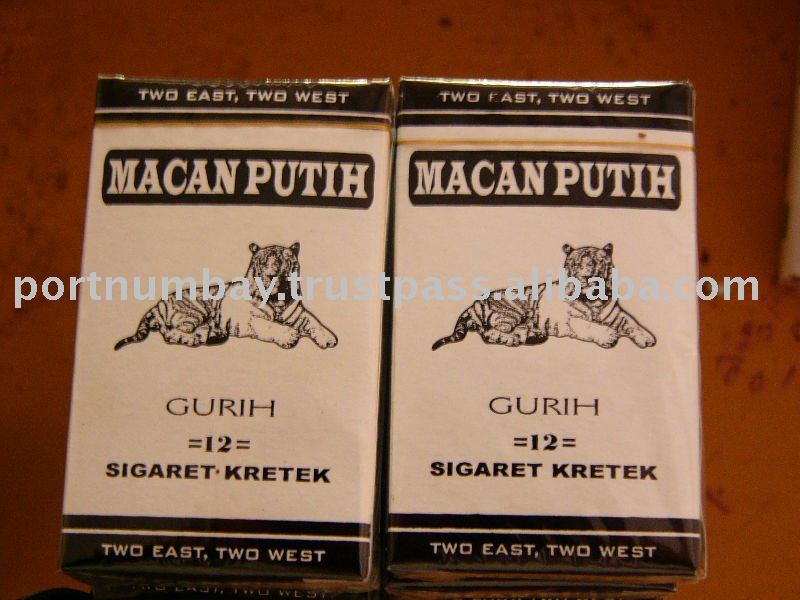 TWO EAST, TWO WEST
MACAN PUTIH
GURIH
=12=
SIGARET KRETEK
TWO EAST, TWO WEST
TWO EAST, TWO WEST
MACAN PUTIH
GURIH
=12=
SIGARET KRETEK
TWO EAST, TWO WEST
portnumbay.trustpass.alibaba.com